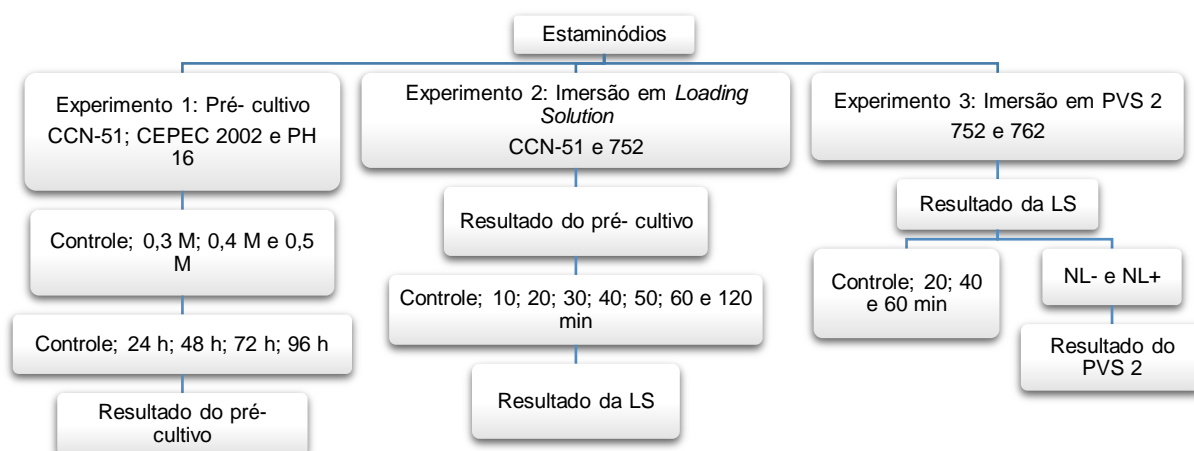 Estaminódios
Experimento 1: Pré- cultivo
CCN-51; CEPEC 2002 e PH
16
Controle; 0,3 M; 0,4 M e 0,5
M
Controle; 24 h; 48 h; 72 h; 96 h
Resultado do pré-
cultivo
Experimento 2: Imersão em Loading
Solution
CCN-51 e 752
Resultado do pré- cultivo
Controle; 10; 20; 30; 40; 50; 60 e 120
min
Resultado da LS
Experimento 3: Imersão em PVS 2
752 e 762
Resultado da LS
Controle; 20; 40
e 60 min
NL- e NL+
Resultado do
PVS 2